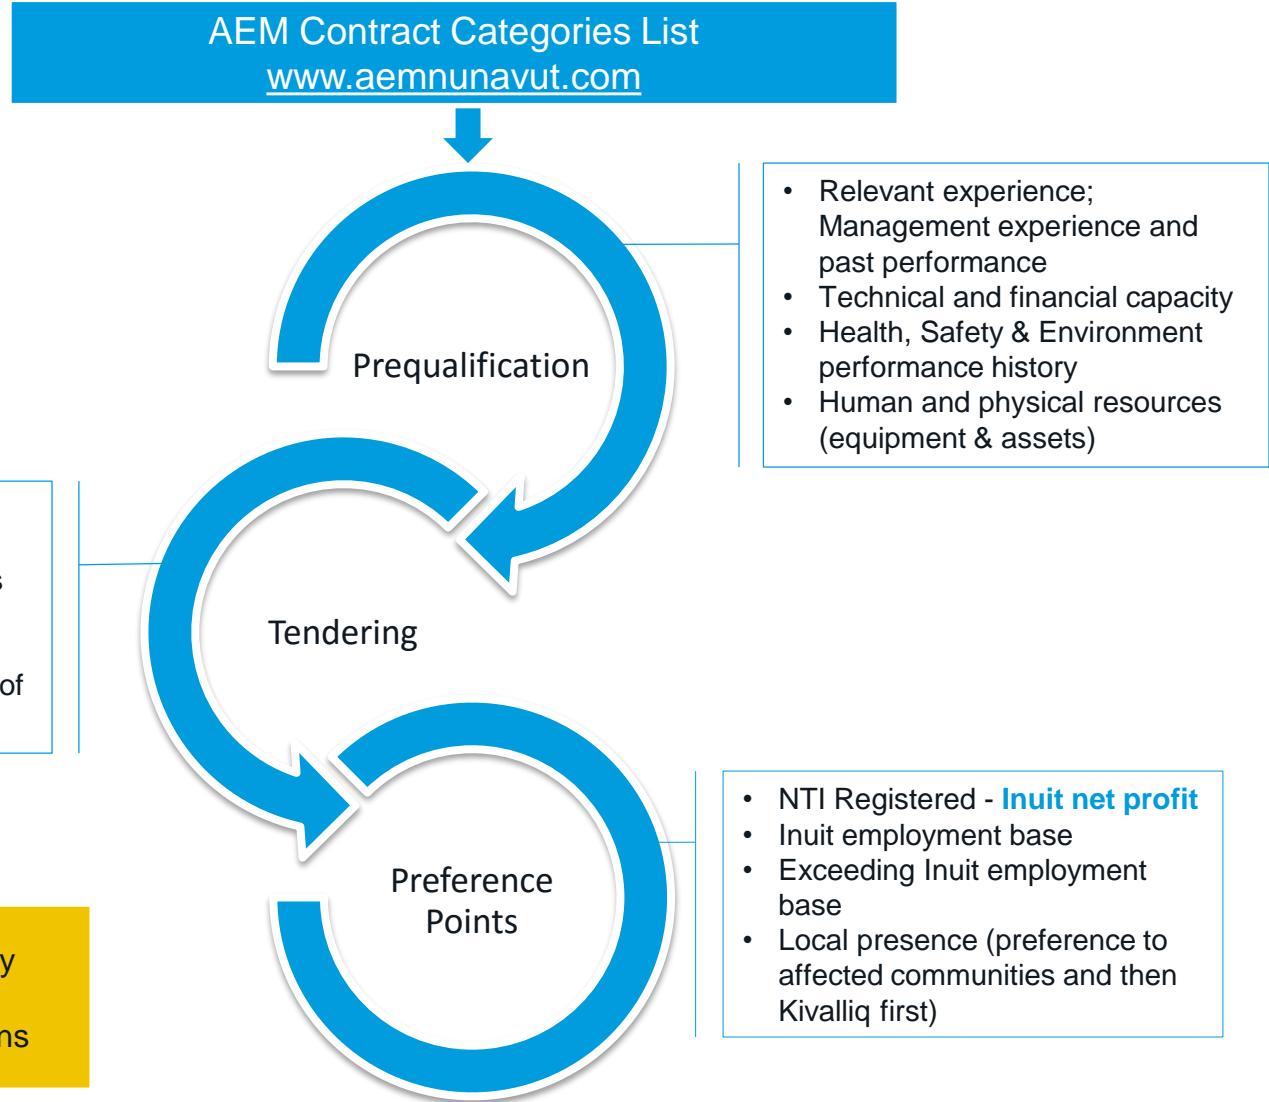 AEM Contract Categories List
www.aemnunavut.com
• Relevant experience;
Management experience and
past performance
• Technical and financial capacity
• Health, Safety & Environment
performance history
• Human and physical resources
(equipment & assets)
Prequalification
of
Tendering
• NTI Registered - Inuit net profit
• Inuit employment base
• Exceeding Inuit employment
base
• Local presence (preference to
affected communities and then
Kivalliq first)
Preference
Points